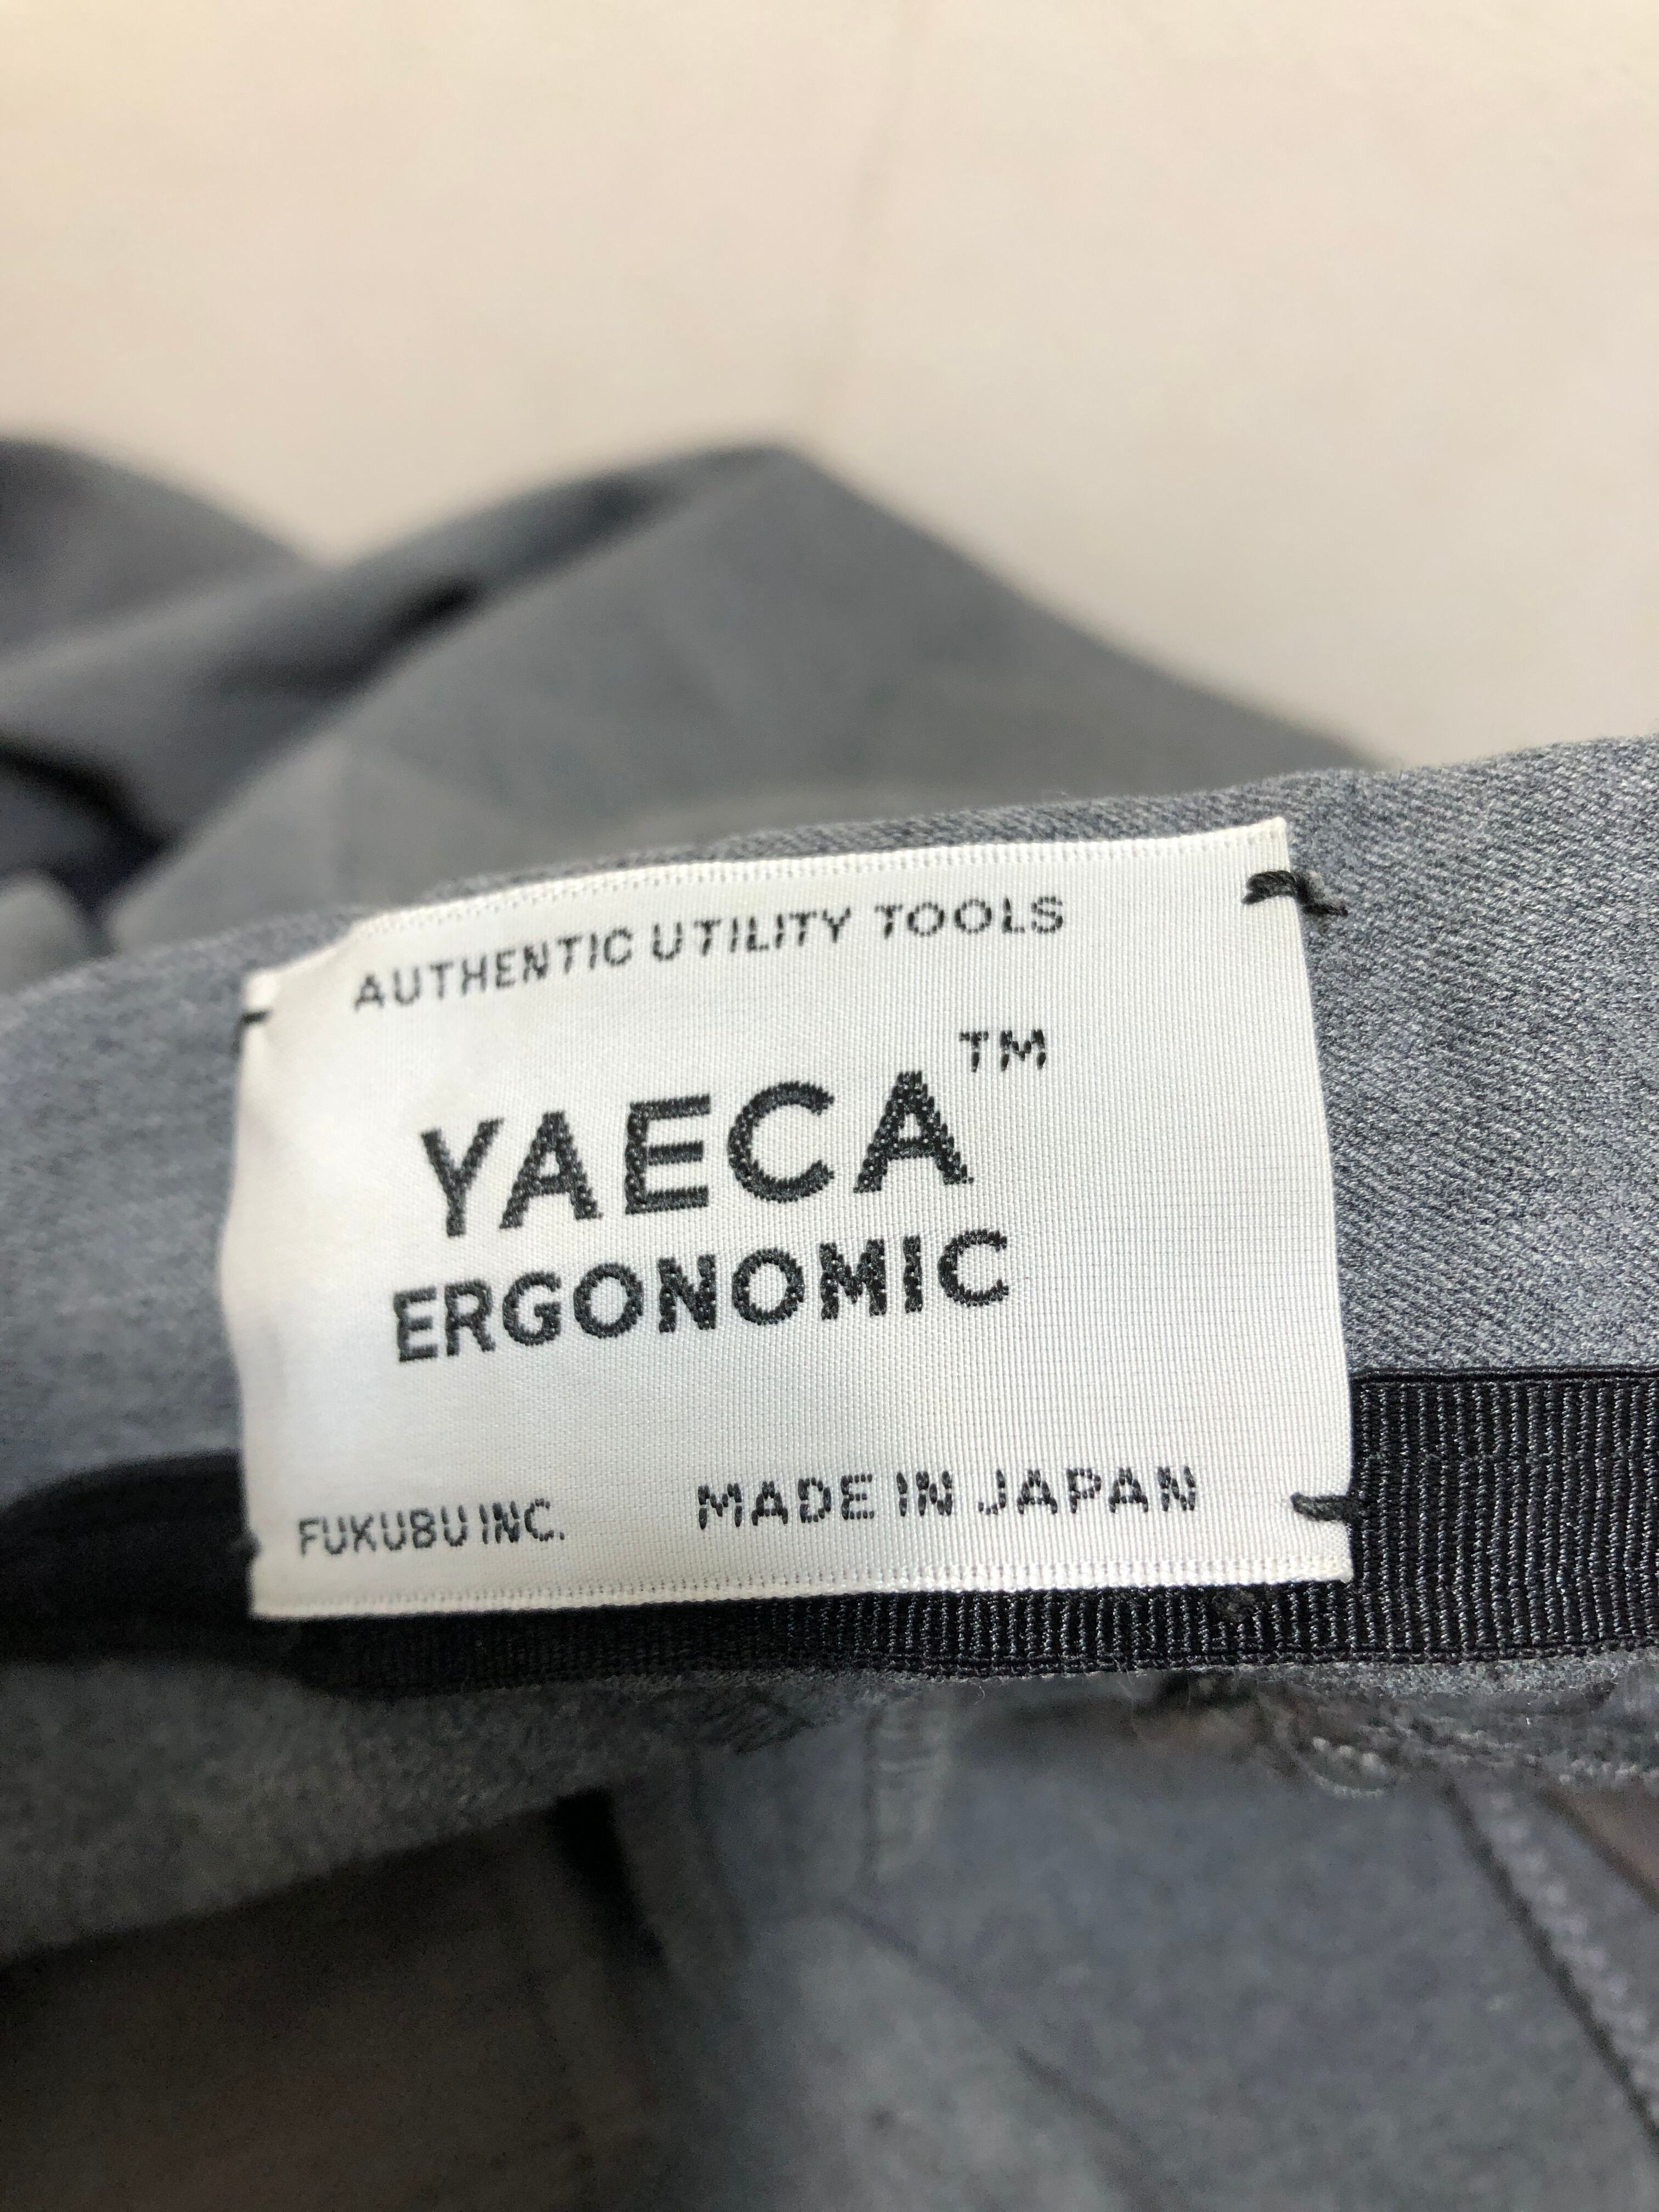 AUTHENTIC UTILITY TOOLS
YAECA™
ERGONOMIC
FUKUBU INC. MADE IN JAPAN